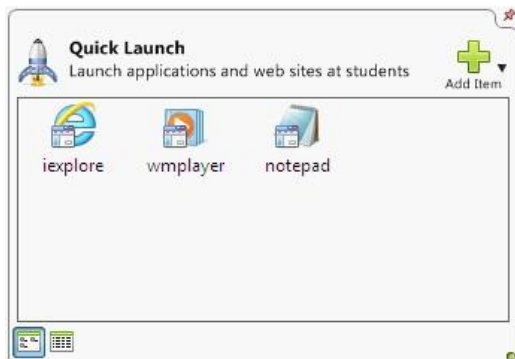 Quick Launch
Launch applications and web sites at students
Add Item
iexplore wmplayer notepad